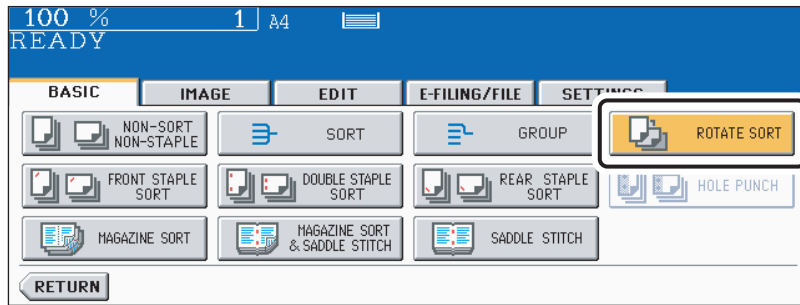 100 % 1 A4
READY
BASIC IMAGE EDIT E-FILING/FILE SETTINGS
NON-SORT
NON-STAPLE
SORT
GROUP
ROTATE SORT
FRONT STAPLE
SORT
DOUBLE STAPLE
SORT
REAR STAPLE
SORT
HOLE PUNCH
MAGAZINE SORT
MAGAZINE SORT
& SADDLE STITCH
SADDLE STITCH
RETURN